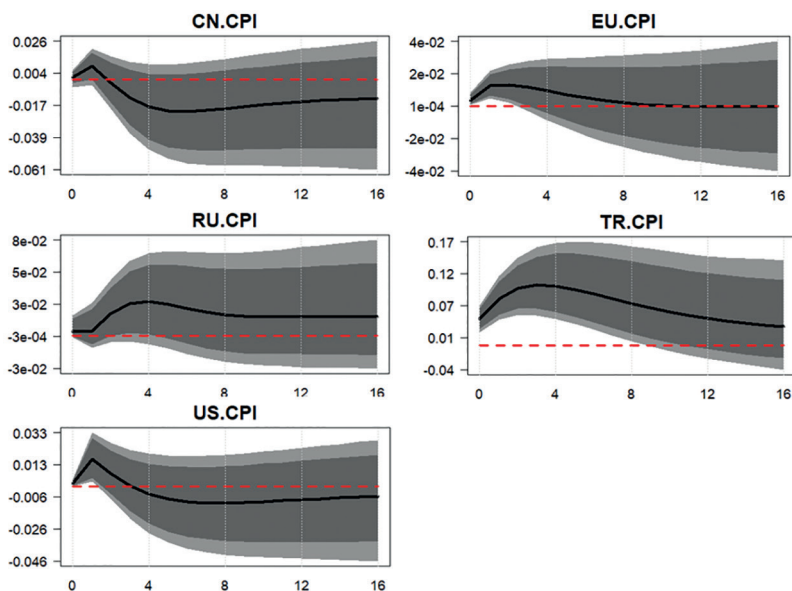 CN.CPI
0.026
0.004
-0.017
-0.039
-0.061
0 4 8 12 16
EU.CPI
4e-02
2e-02
1e-04
-2e-02
-4e-02
0 4 8 12 16
RU.CPI
8e-02
5e-02
3e-02
-3e-04
-3e-02
0 4 8 12 16
TR.CPI
0.17
0.12
0.07
0.01
-0.04
0 4 8 12 16
US.CPI
0.033
0.013
-0.006
-0.026
-0.046
0 4 8 12 16